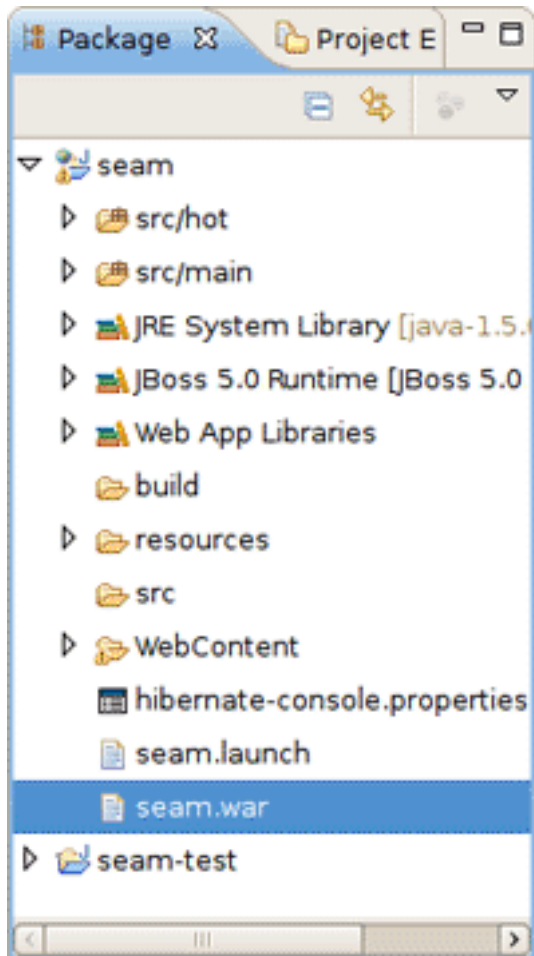 Package Project E
seam
src/hot
src/main
JRE System Library [java-1.5.
JBoss 5.0 Runtime [JBoss 5.0
Web App Libraries
build
resources
src
WebContent
hibernate-console.properties
seam.launch
seam.war
seam-test